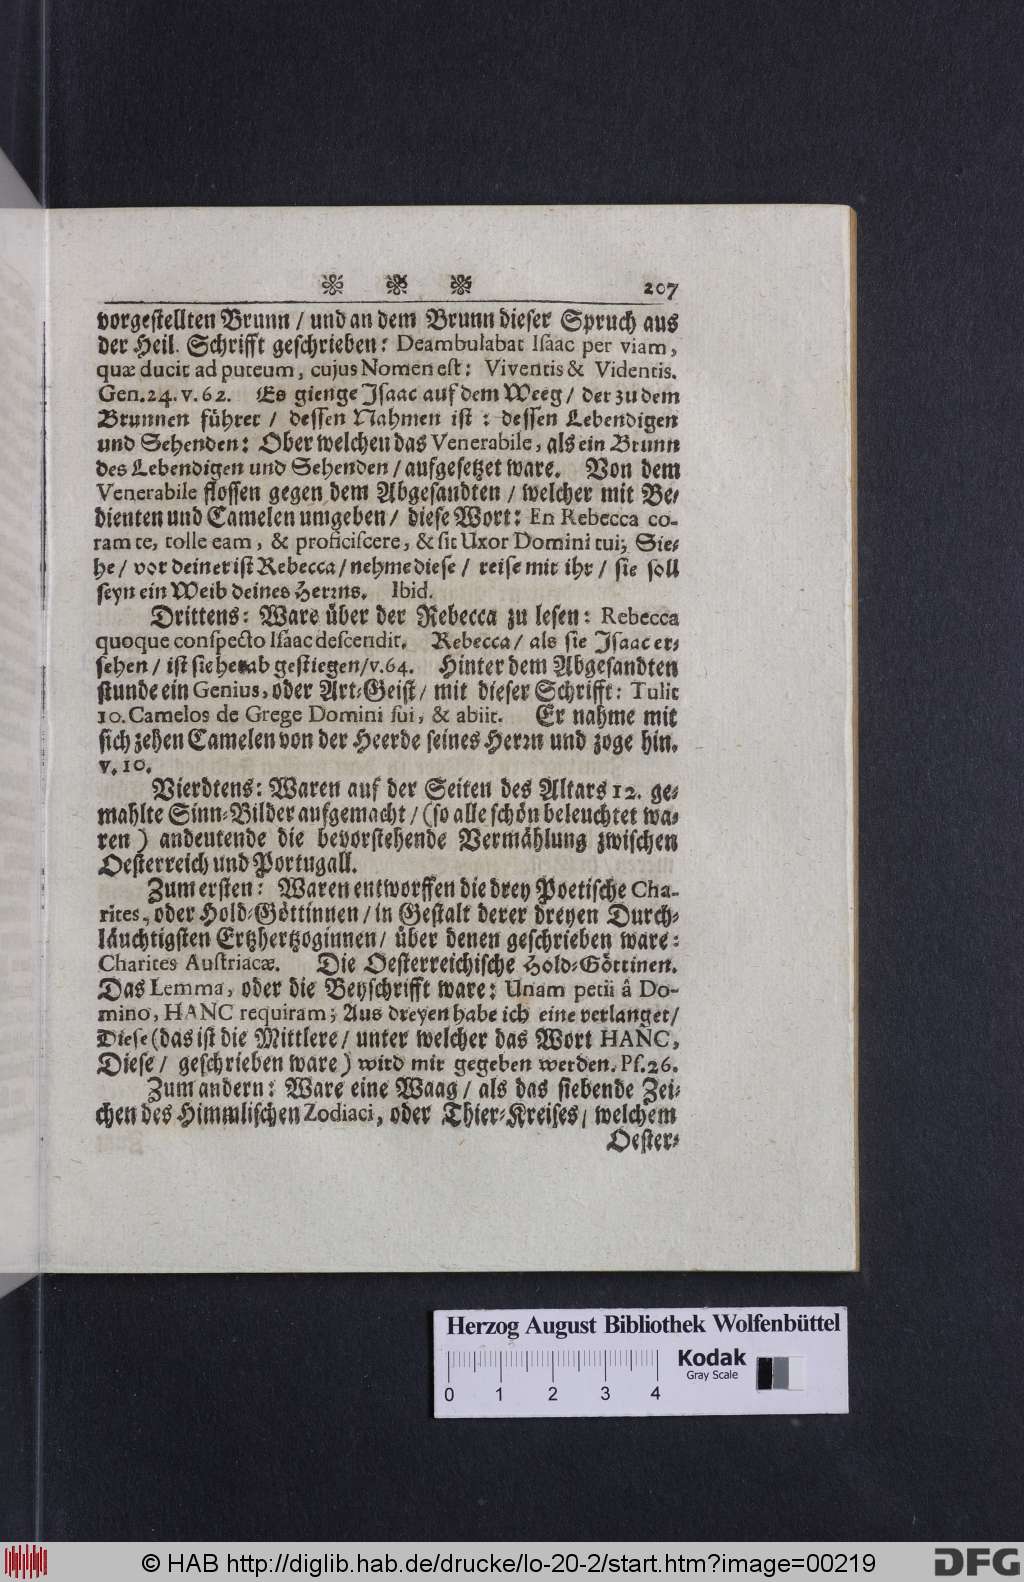 207
vorgestellten Brunn / und an dem Brunn dieser Spruch aus
der Heil. Schrifft geschrieben: Deambulabat Isaac per viam,
quæ ducit ad puteum, cujus Nomen est: Viventis & Videntis.
Gen. 24. v. 62. Es gienge Isaac auf dem Weeg / der zu dem
Brunnen führet / dessen Nahmen ist : dessen Lebendigen
und Sehenden: Ober welchen das Venerabile, als ein Brunn
des Lebendigen und Sehenden / aufgesetzet ware. Von dem
Venerabile flossen gegen dem Abgesandten / welcher mit Be-
dienten und Camelen umgeben / diese Wort: En Rebecca co-
ram te, tolle eam, & proficiscere, & sit Uxor Domini tui; Sie-
he / vor deiner ist Rebecca / nehme diese / reise mit ihr / sie soll
seyn ein Weib deines Herrns. Ibid.
Drittens: Ware über der Rebecca zu lesen: Rebecca
quoque conspecto Isaac descendit. Rebecca / als sie Isaac er-
sehen / ist sie herab gestiegen / v. 64. Hinter dem Abgesandten
stunde ein Genius, oder Art-Geist / mit dieser Schrifft: Tulit
10. Camelos de Grege Domini sui, & abiit. Er nahme mit
sich zehen Camelen von der Heerde seines Herrn und zoge hin.
v. 10.
Vierdtens: Waren auf der Seiten des Altars 12. ge-
mahlte Sinn-Bilder aufgemacht / (so alle schön beleuchtet wa-
ren ) andeutende die bevorstehende Vermählung zwischen
Oesterreich und Portugall.
Zum ersten: Waren entworffen die drey Poetische Cha-
rites, oder Hold-Göttinnen / in Gestalt derer dreyen Durch-
läuchtigsten Ertzhertzoginnen / über denen geschrieben ware:
Charites Austriacæ. Die Oesterreichische Hold-Göttinen.
Das Lemma, oder die Beyschrifft ware: Unam petii â Do-
mino, HANC requiram; Aus dreyen habe ich eine verlanget /
Diese (das ist die Mittlere / unter welcher das Wort HANC,
Diese / geschrieben ware ) wird mir gegeben werden. Ps. 26.
Zum andern: Ware eine Waag / als das siebende Zei-
chen des Himmlischen Zodiaci, oder Thier-Kreises / welchem
Oester-
Herzog August Bibliothek Wolfenbüttel
0 1 2 3 4
Kodak
Gray Scale
© HAB http://diglib.hab.de/drucke/lo-20-2/start.htm?image=00219
DFG